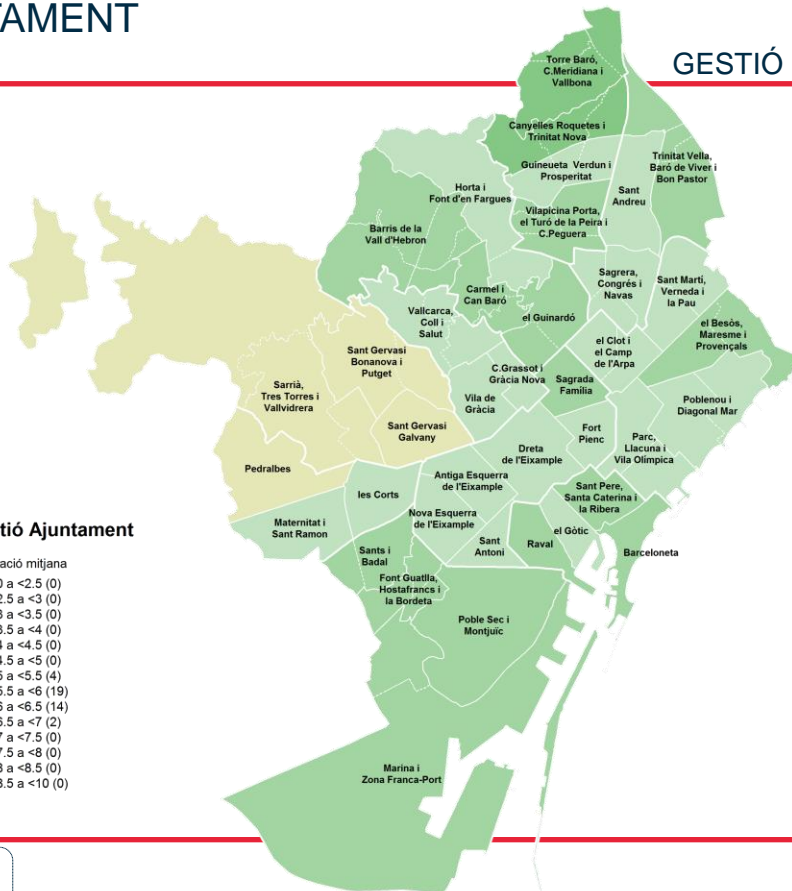 TAMENT
GESTIÓ
Torre Baró,
C.Meridiana i
Vallbona
Canyelles Roquetes i
Trinitat Nova
Guineueta Verdun i
Prosperitat
Trinitat Vella,
Baró de Viver i
Bon Pastor
Horta i
Font d'en Fargues
Sant
Andreu
Vilapicina Porta,
el Turó de la Peira i
C.Peguera
Barris de la
Vall d'Hebron
Sagrera,
Congrés i
Navas
Sant Martí,
Verneda i
la Pau
Carmel i
Can Baró
Vallcarca,
Coll i
Salut
el Guinardó
el Besòs,
Maresme i
Provençals
el Clot i
el Camp
de l'Arpa
Sant Gervasi
Bonanova i
Putget
C.Grassot i
Gràcia Nova
Sagrada
Família
Sarrià,
Tres Torres i
Vallvidrera
Vila de
Gràcia
Poblenou i
Diagonal Mar
Sant Gervasi
Galvany
Fort
Pienc
Parc,
Llacuna i
Vila Olímpica
Dreta
de l'Eixample
Pedralbes
Antiga Esquerra
de l'Eixample
les Corts
Sant Pere,
Santa Caterina i
la Ribera
Maternitat i
Sant Ramon
Nova Esquerra
de l'Eixample
el Gòtic
Sant
Antoni
Raval
Barceloneta
Sants i
Badal
Font Guatlla,
Hostafrancs i
la Bordeta
Poble Sec i
Montjuïc
Marina i
Zona Franca-Port
tió Ajuntament
ació mitjana
0 a <2.5 (0)
2.5 a <3 (0)
3 a <3.5 (0)
3.5 a <4 (0)
4 a <4.5 (0)
4.5 a <5 (0)
5 a <5.5 (4)
5.5 a <6 (19)
6 a <6.5 (14)
6.5 a <7 (2)
7 a <7.5 (0)
7.5 a <8 (0)
8 a <8.5 (0)
8.5 a <10 (0)